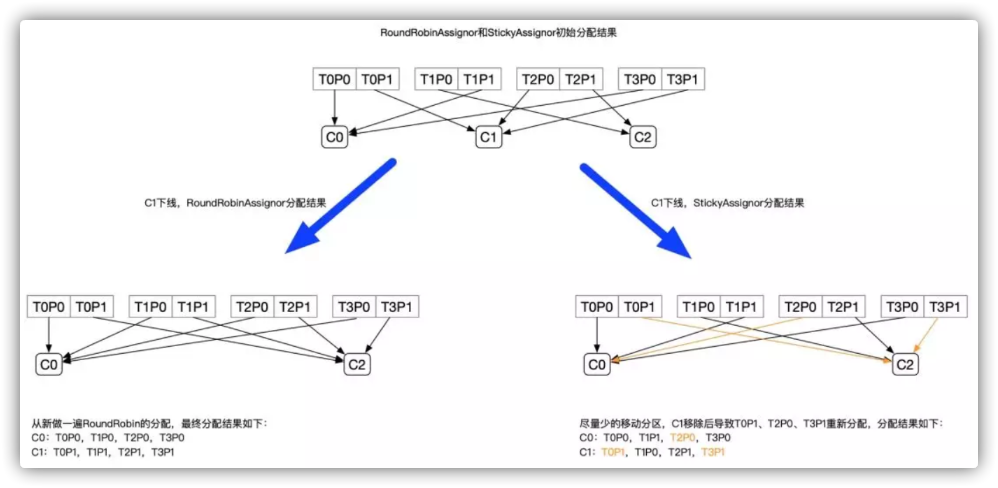 RoundRobinAssignor和StickyAssignor初始分配结果
T0P0 T0P1 T1P0 T1P1 T2P0 T2P1 T3P0 T3P1
C0 C1 C2
C1下线，RoundRobinAssignor分配结果
C1下线，StickyAssignor分配结果
T0P0 T0P1 T1P0 T1P1 T2P0 T2P1 T3P0 T3P1
C0 C2
从新做一遍RoundRobin的分配，最终分配结果如下：
C0：T0P0，T1P0，T2P0，T3P0
C1：T0P1，T1P1，T2P1，T3P1
T0P0 T0P1 T1P0 T1P1 T2P0 T2P1 T3P0 T3P1
C0 C2
尽量少的移动分区，C1移除后导致T0P1、T2P0、T3P1重新分配，分配结果如下：
C0：T0P0，T1P1，T2P0，T3P0
C1：T0P1，T1P0，T2P1，T3P1